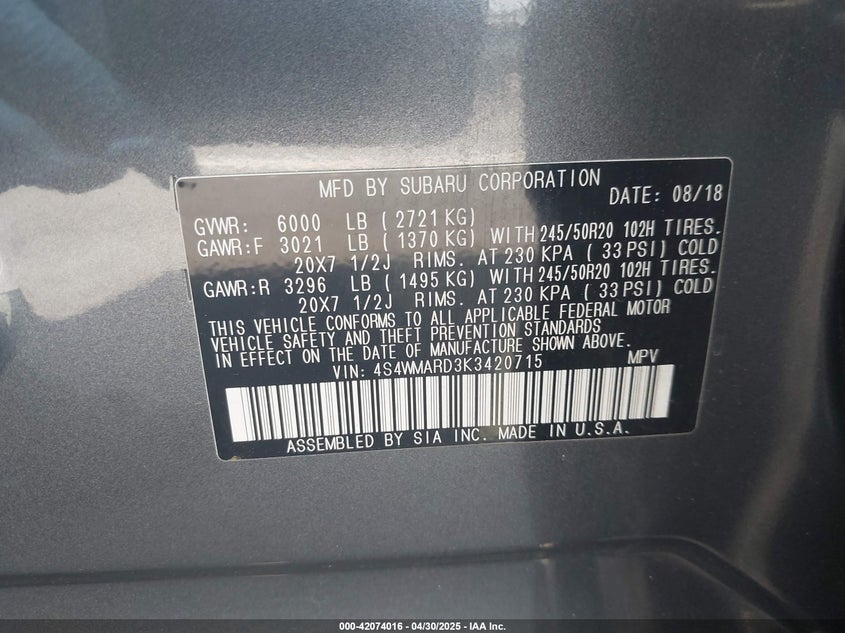 MFD BY SUBARU CORPORATION
DATE: 08/18
GVWR: 6000 LB ( 2721 KG)
GAWR:F 3021 LB ( 1370 KG) WITH 245/50R20 102H TIRES.
20X7 1/2J RIMS. AT 230 KPA ( 33 PSI) COLD
GAWR:R 3296 LB ( 1495 KG) WITH 245/50R20 102H TIRES.
20X7 1/2J RIMS. AT 230 KPA ( 33 PSI) COLD
THIS VEHICLE CONFORMS TO ALL APPLICABLE FEDERAL MOTOR
VEHICLE SAFETY AND THEFT PREVENTION STANDARDS
IN EFFECT ON THE DATE OF MANUFACTURE SHOWN ABOVE.
VIN: 4S4WMARD3K3420715 MPV
ASSEMBLED BY SIA INC. MADE IN U.S.A.
000-42074016 - 04/30/2025 - IAA Inc.